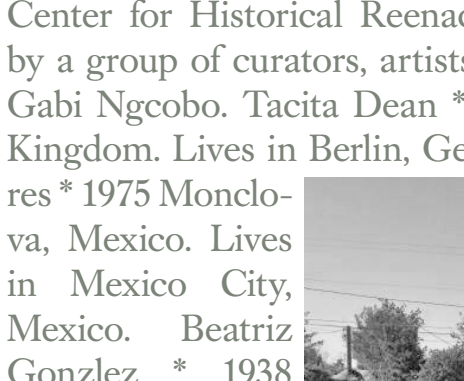 Center for Historical Reenac
by a group of curators, artists
Gabi Ngcobo. Tacita Dean *
Kingdom. Lives in Berlin, Ge
res * 1975 Monclo-
va, Mexico. Lives
in Mexico City,
Mexico. Beatriz
Gonzlez * 1938